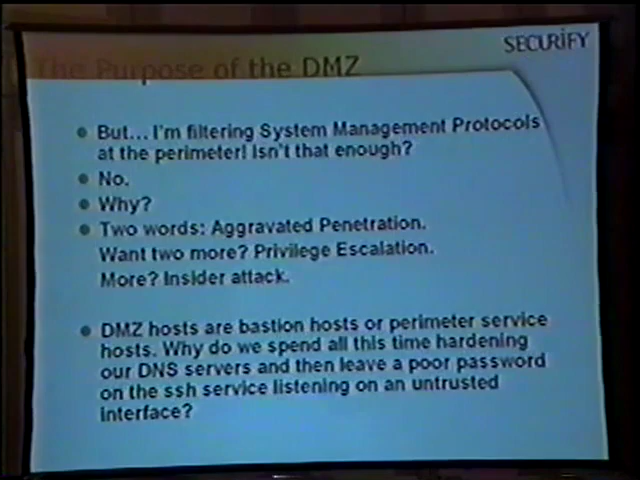 SECURiFY
The Purpose of the DMZ
But... I'm filtering System Management Protocols
at the perimeter! Isn't that enough?
No.
Why?
Two words: Aggravated Penetration.
Want two more? Privilege Escalation.
More? Insider attack.
DMZ hosts are bastion hosts or perimeter service
hosts. Why do we spend all this time hardening
our DNS servers and then leave a poor password
on the ssh service listening on an untrusted
interface?